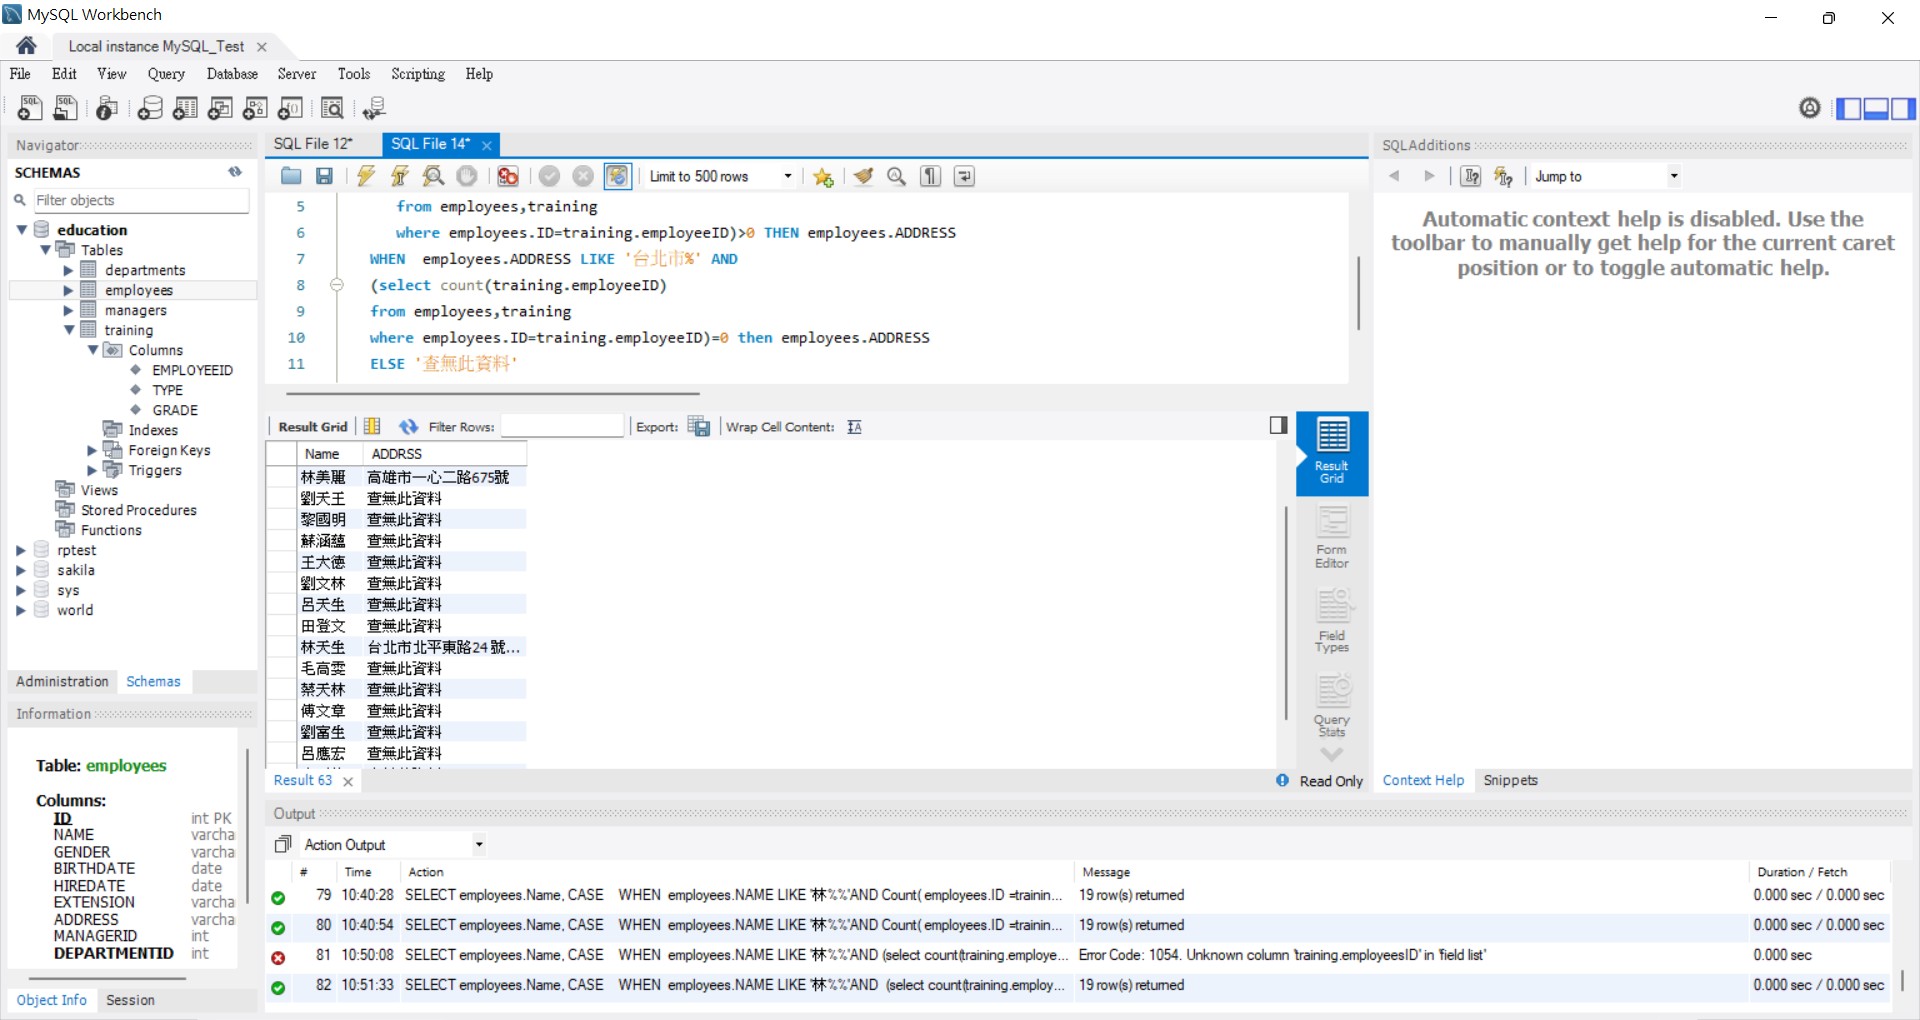 MySQL Workbench
Local instance MySQL_Test
File Edit View Query Database Server Tools Scripting Help
Navigator
SCHEMAS
Filter objects
education
Tables
departments
employees
managers
training
Columns
EMPLOYEEID
TYPE
GRADE
Indexes
Foreign Keys
Triggers
Views
Stored Procedures
Functions
rptest
sakila
sys
world
Administration Schemas
Information
Table: employees
Columns:
ID int PK
NAME varcha
GENDER varcha
BIRTHDATE date
HIREDATE date
EXTENSION varcha
ADDRESS varcha
MANAGERID int
DEPARTMENTID int
Object Info Session
SQL File 12* SQL File 14*
Limit to 500 rows
5 from employees,training
6 where employees.ID=training.employeeID)>0 THEN employees.ADDRESS
7 WHEN employees.ADDRESS LIKE '台北市%' AND
8 (select count(training.employeeID)
9 from employees,training
10 where employees.ID=training.employeeID)=0 then employees.ADDRESS
11 ELSE '查無此資料'
Result Grid Filter Rows: Export: Wrap Cell Content:
Name ADDRSS
林美麗 高雄市一心二路675號
劉天王 查無此資料
黎國明 查無此資料
蘇涵蘊 查無此資料
王大德 查無此資料
劉文林 查無此資料
呂天生 查無此資料
田登文 查無此資料
林天生 台北市北平東路24號...
毛高雯 查無此資料
蔡天林 查無此資料
傅文章 查無此資料
劉富生 查無此資料
呂應宏 查無此資料
Result Grid
Form Editor
Field Types
Query Stats
Result 63
Read Only
SQLAdditions
Jump to
Automatic context help is disabled. Use the
toolbar to manually get help for the current caret
position or to toggle automatic help.
Context Help Snippets
Output
Action Output
# Time Action Message Duration / Fetch
79 10:40:28 SELECT employees.Name, CASE WHEN employees.NAME LIKE '林%%'AND Count( employees.ID =trainin... 19 row(s) returned 0.000 sec / 0.000 sec
80 10:40:54 SELECT employees.Name, CASE WHEN employees.NAME LIKE '林%%'AND Count( employees.ID =trainin... 19 row(s) returned 0.000 sec / 0.000 sec
81 10:50:08 SELECT employees.Name, CASE WHEN employees.NAME LIKE '林%%'AND (select count(training.employe... Error Code: 1054. Unknown column 'training.employeesID' in 'field list' 0.000 sec
82 10:51:33 SELECT employees.Name, CASE WHEN employees.NAME LIKE '林%%'AND (select count(training.employ... 19 row(s) returned 0.000 sec / 0.000 sec